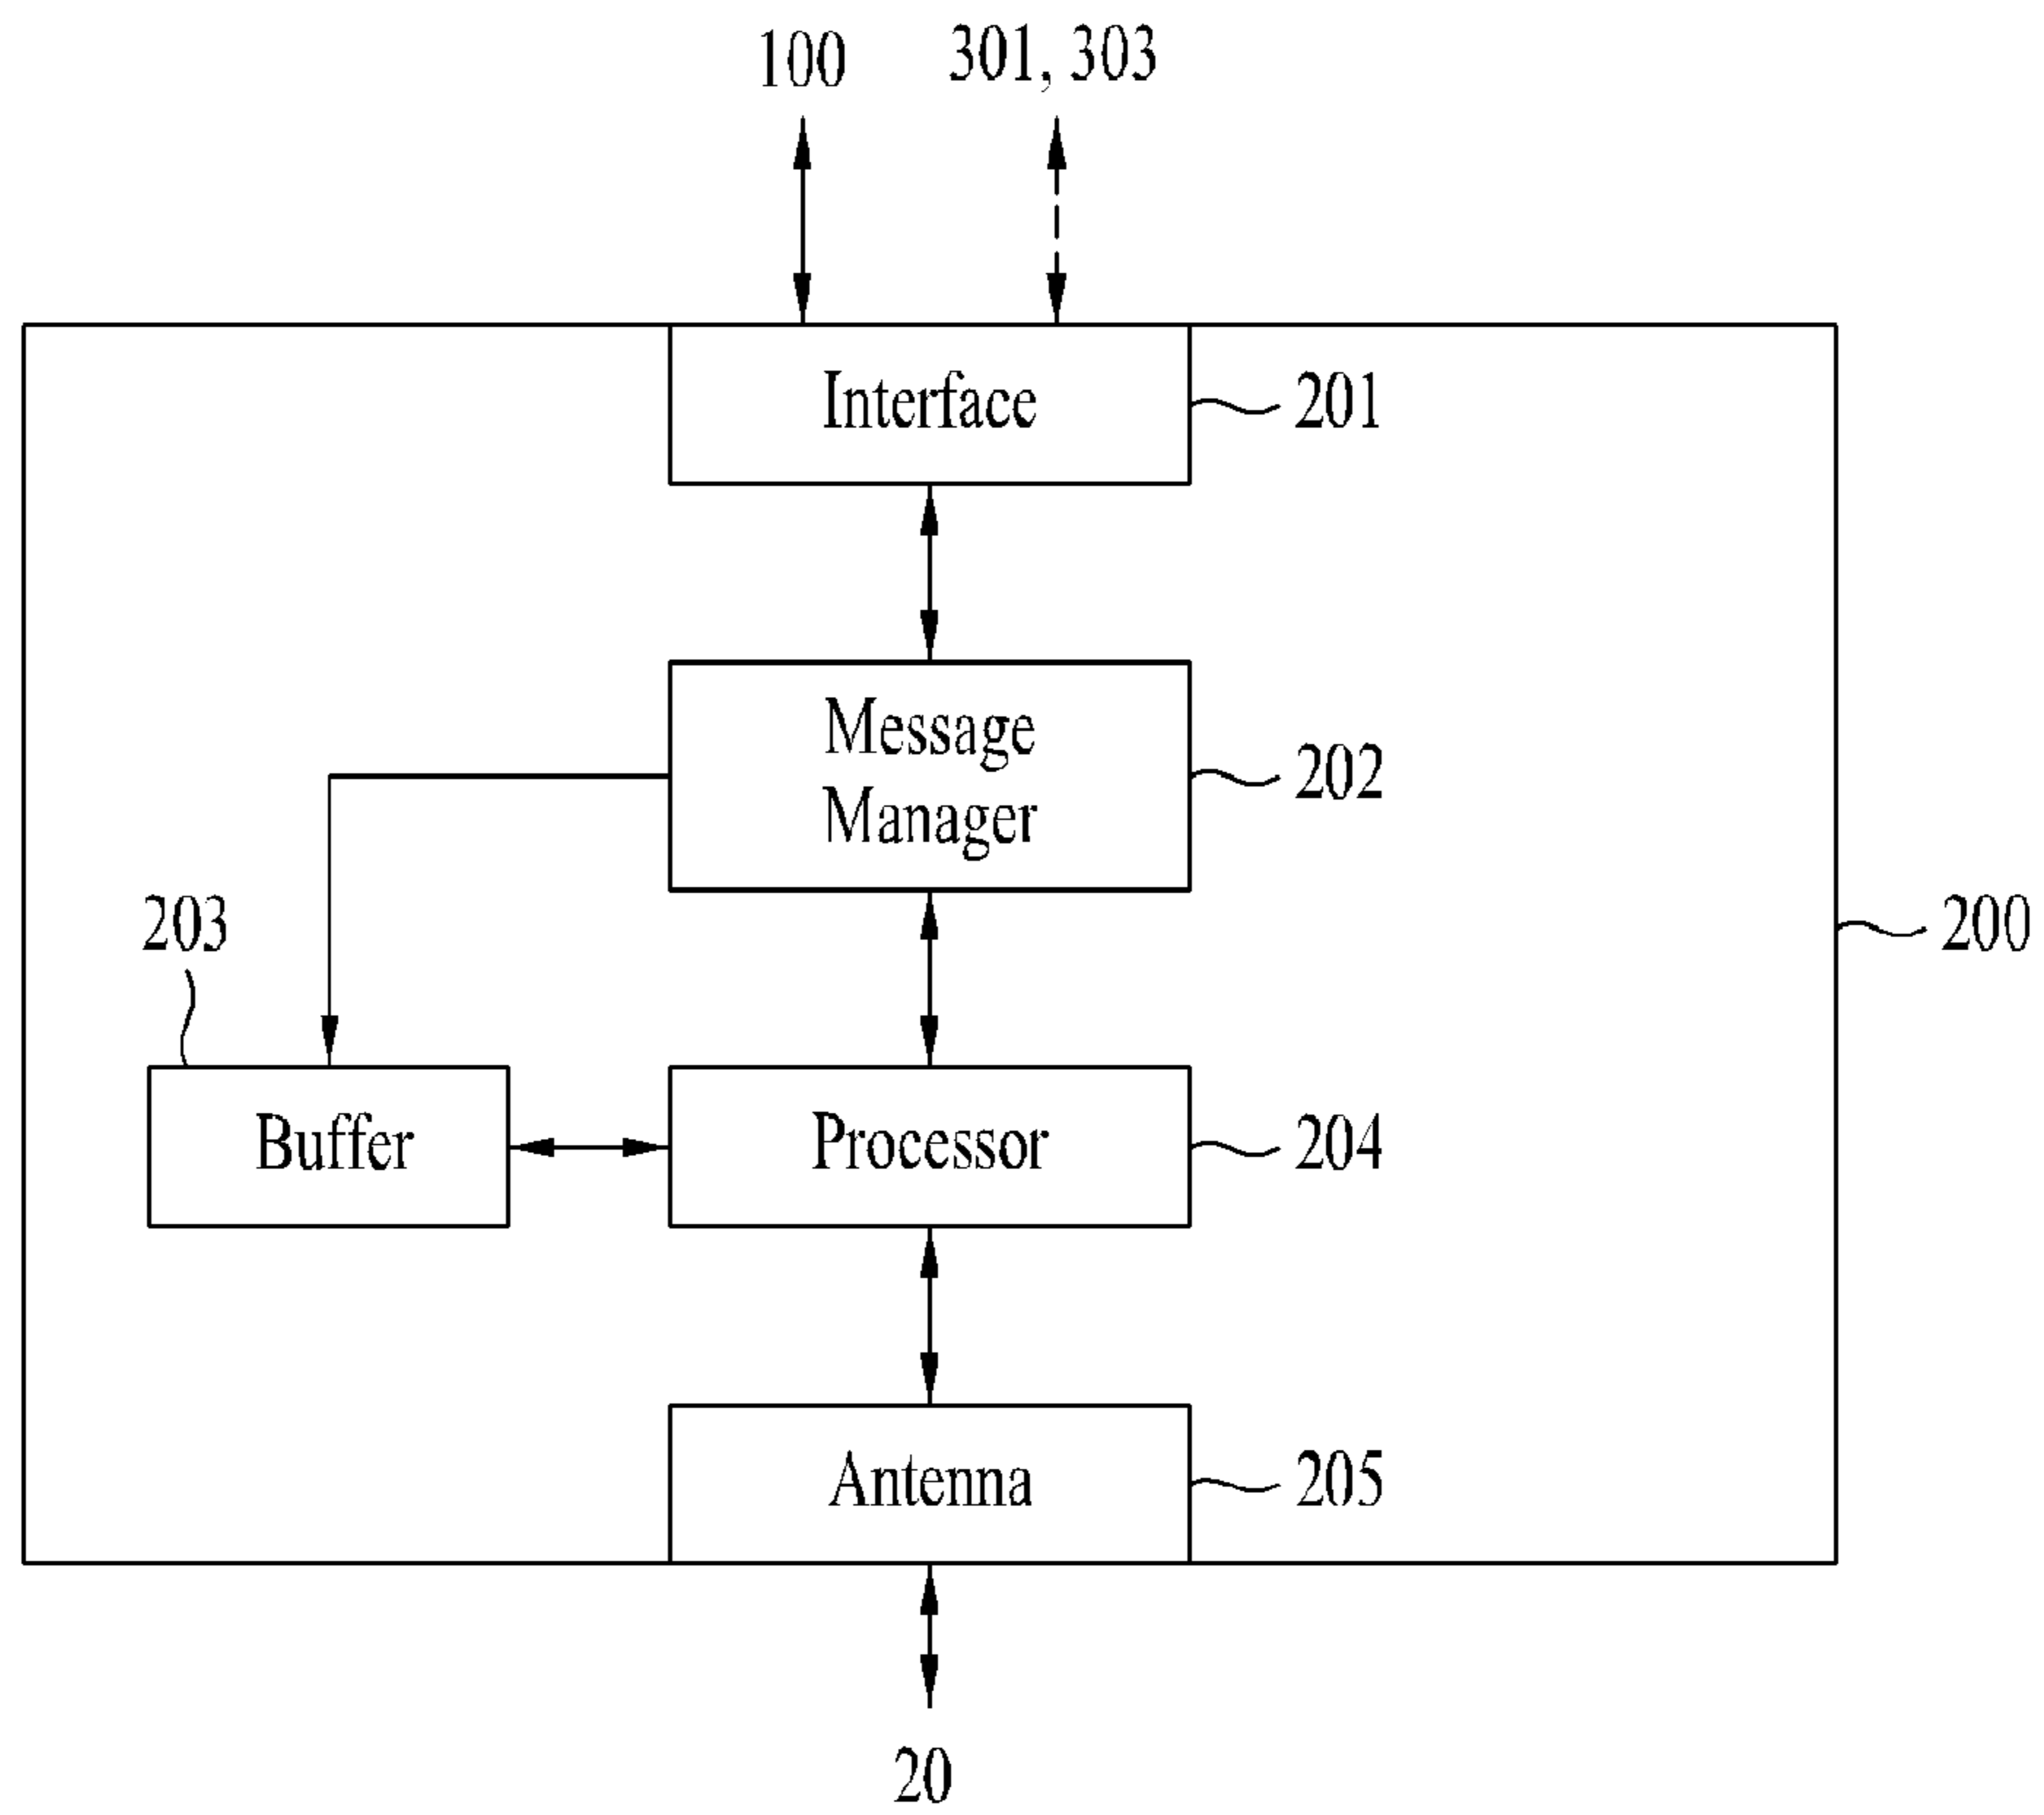 100
301, 303
Interface
201
Message
Manager
202
203
200
Buffer
Processor
204
Antenna
205
20